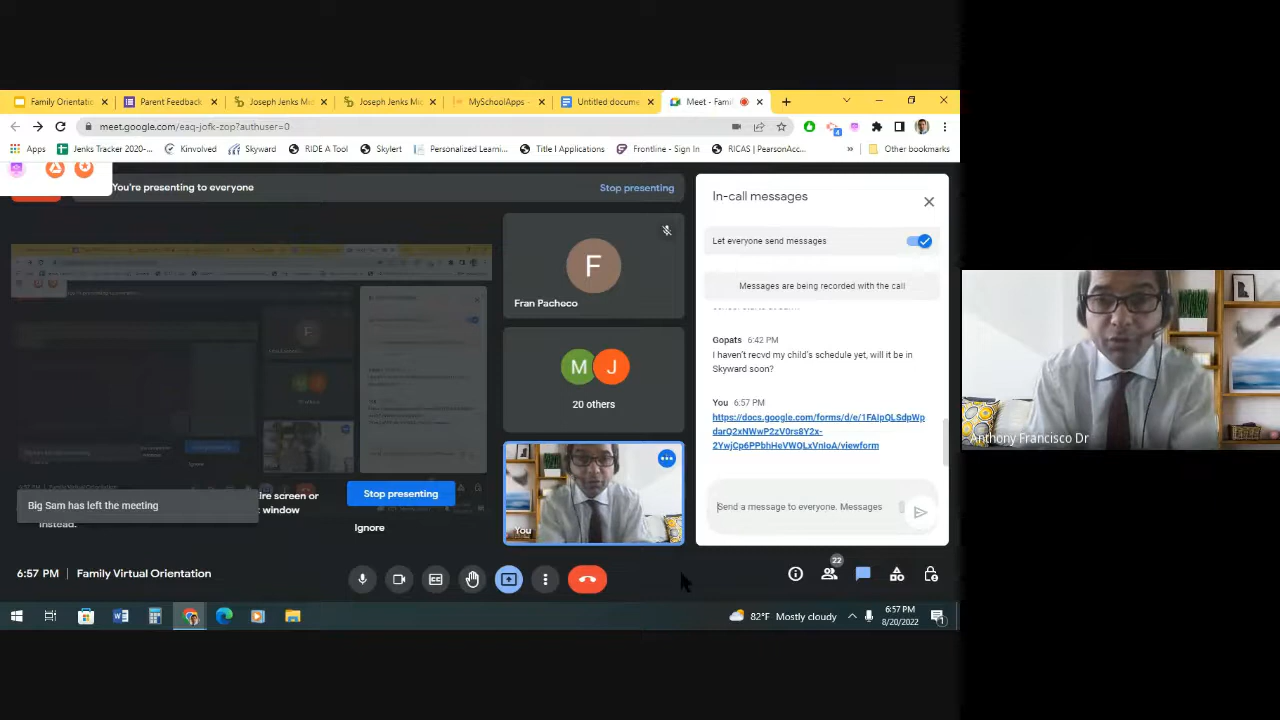 Family Orientatic
Parent Feedback
Joseph Jenks Mid
Joseph Jenks Mid
MySchoolApps -
Untitled docume
Meet - Fami
meet.google.com/eaq-jofk-zop?authuser=0
Apps
Jenks Tracker 2020-...
Kinvolved
Skyward
RIDE A Tool
Skylert
Personalized Learni...
Title I Applications
Frontline - Sign In
RICAS | PearsonAcc...
»
Other bookmarks
You're presenting to everyone
Stop presenting
In-call messages
Let everyone send messages
Messages are being recorded with the call
F
Fran Pacheco
Gopats 6:42 PM
I haven't recvd my child's schedule yet, will it be in
Skyward soon?
M J
20 others
You 6:57 PM
https://docs.google.com/forms/d/e/1FAIpQLSdpWp
darQ2xNWwP2zV0rs8Y2x-
2YwjCp6PPbhHeVWQLxVnIoA/viewform
Anthony Francisco Dr
ire screen or
window
instead.
Stop presenting
Ignore
Big Sam has left the meeting
You
Send a message to everyone. Messages
6:57 PM | Family Virtual Orientation
22
82°F Mostly cloudy
6:57 PM
8/20/2022
1